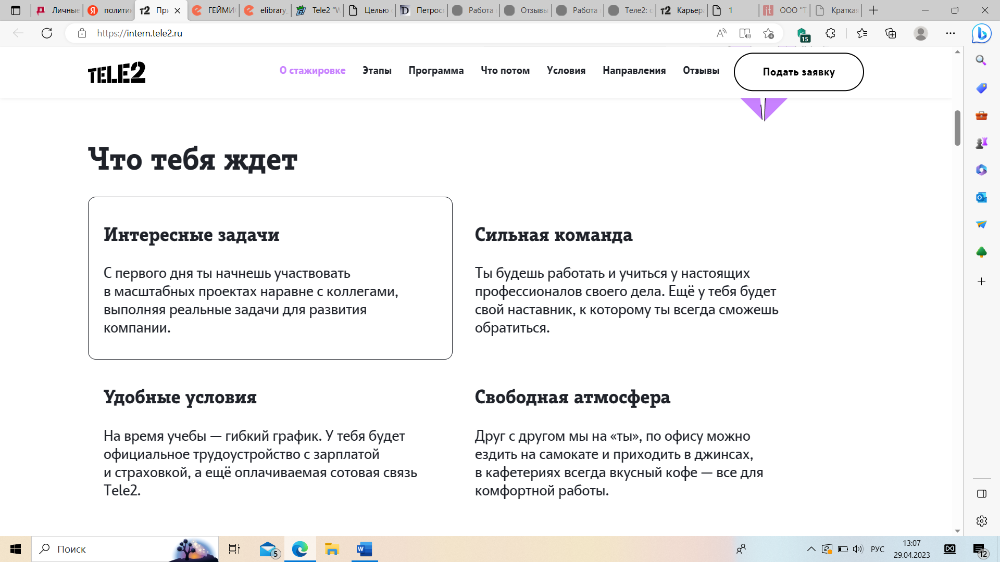 Личные
политик
При
ГЕЙМИ
elibrary_
Tele2 “W
Целью
Петрося
Работа
Отзывы
Работа
Теле2: с
Карьер
1
ООО "Т
Краткая
https://intern.tele2.ru
15
TELE2
О стажировке
Этапы
Программа
Что потом
Условия
Направления
Отзывы
Подать заявку
Что тебя ждет
Интересные задачи
С первого дня ты начнешь участвовать
в масштабных проектах наравне с коллегами,
выполняя реальные задачи для развития
компании.
Сильная команда
Ты будешь работать и учиться у настоящих
профессионалов своего дела. Ещё у тебя будет
свой наставник, к которому ты всегда сможешь
обратиться.
Удобные условия
На время учебы — гибкий график. У тебя будет
официальное трудоустройство с зарплатой
и страховкой, а ещё оплачиваемая сотовая связь
Tele2.
Свободная атмосфера
Друг с другом мы на «ты», по офису можно
ездить на самокате и приходить в джинсах,
в кафетериях всегда вкусный кофе — все для
комфортной работы.
Поиск
5
РУС
13:07
29.04.2023
12